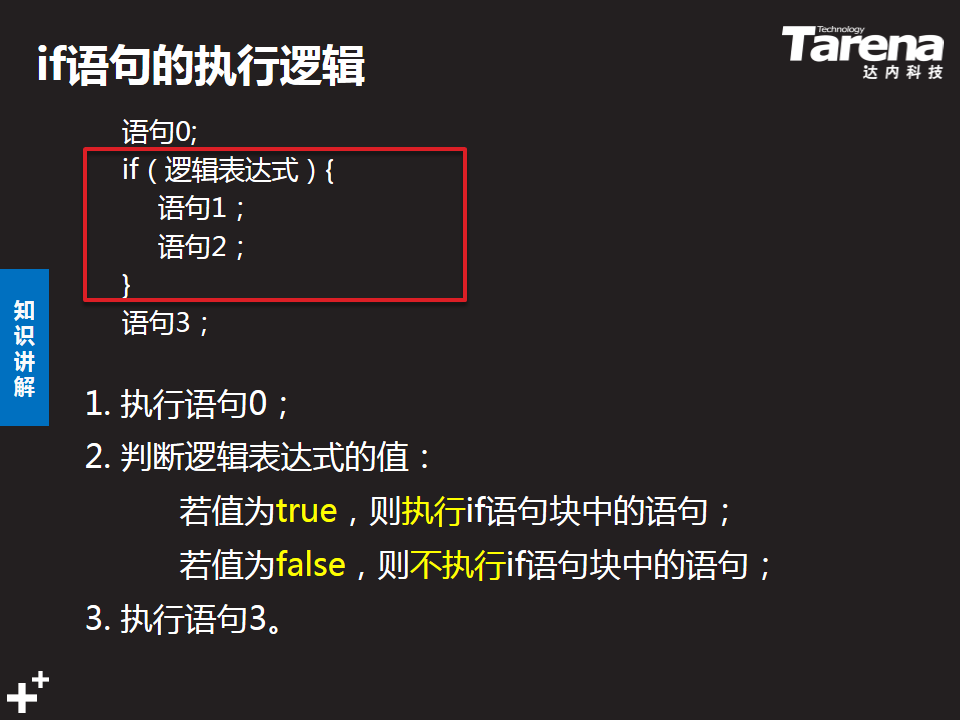 if语句的执行逻辑
Technology
Tarena
达内科技
语句0;
if（逻辑表达式）{
语句1；
语句2；
}
语句3；
知识讲解
1. 执行语句0；
2. 判断逻辑表达式的值：
若值为true，则执行if语句块中的语句；
若值为false，则不执行if语句块中的语句；
3. 执行语句3。